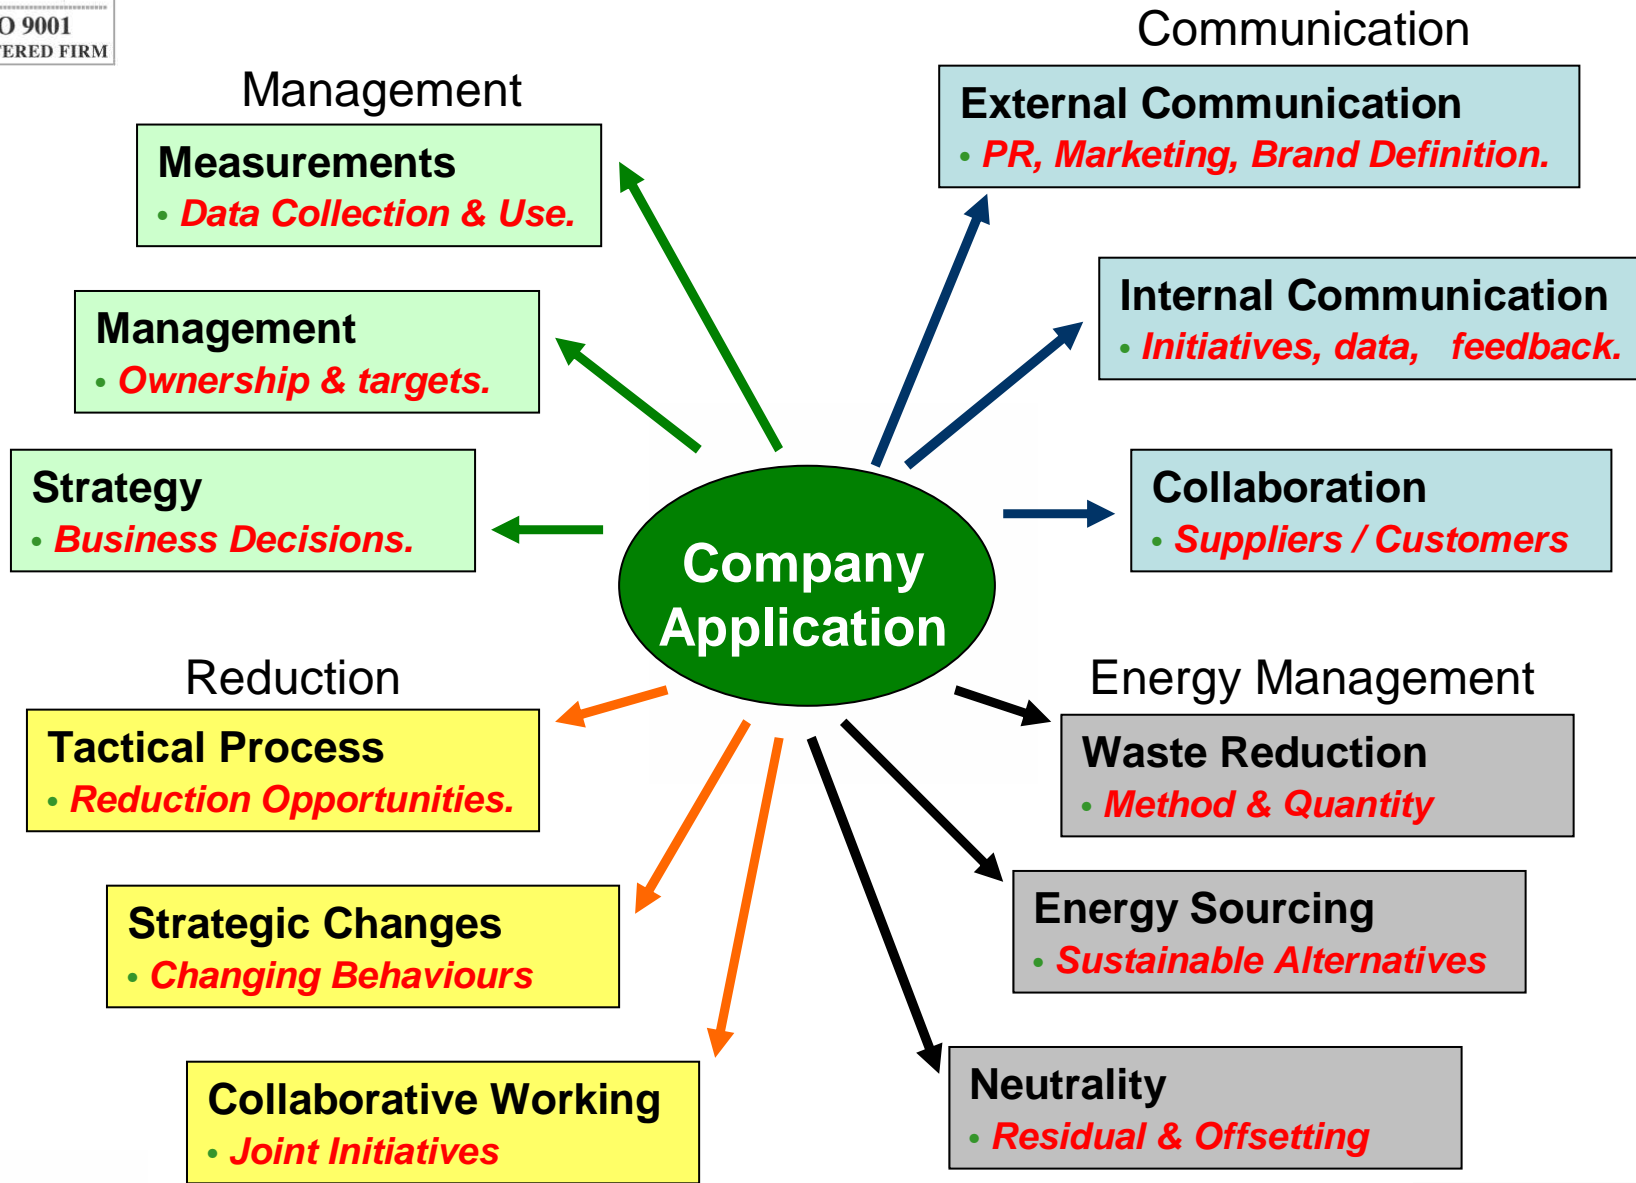 O 9001
ERED FIRM
Management
Measurements
• Data Collection & Use.
Management
• Ownership & targets.
Strategy
• Business Decisions.
Communication
External Communication
• PR, Marketing, Brand Definition.
Internal Communication
• Initiatives, data, feedback.
Collaboration
• Suppliers / Customers
Company
Application
Reduction
Tactical Process
• Reduction Opportunities.
Strategic Changes
• Changing Behaviours
Collaborative Working
• Joint Initiatives
Energy Management
Waste Reduction
• Method & Quantity
Energy Sourcing
• Sustainable Alternatives
Neutrality
• Residual & Offsetting